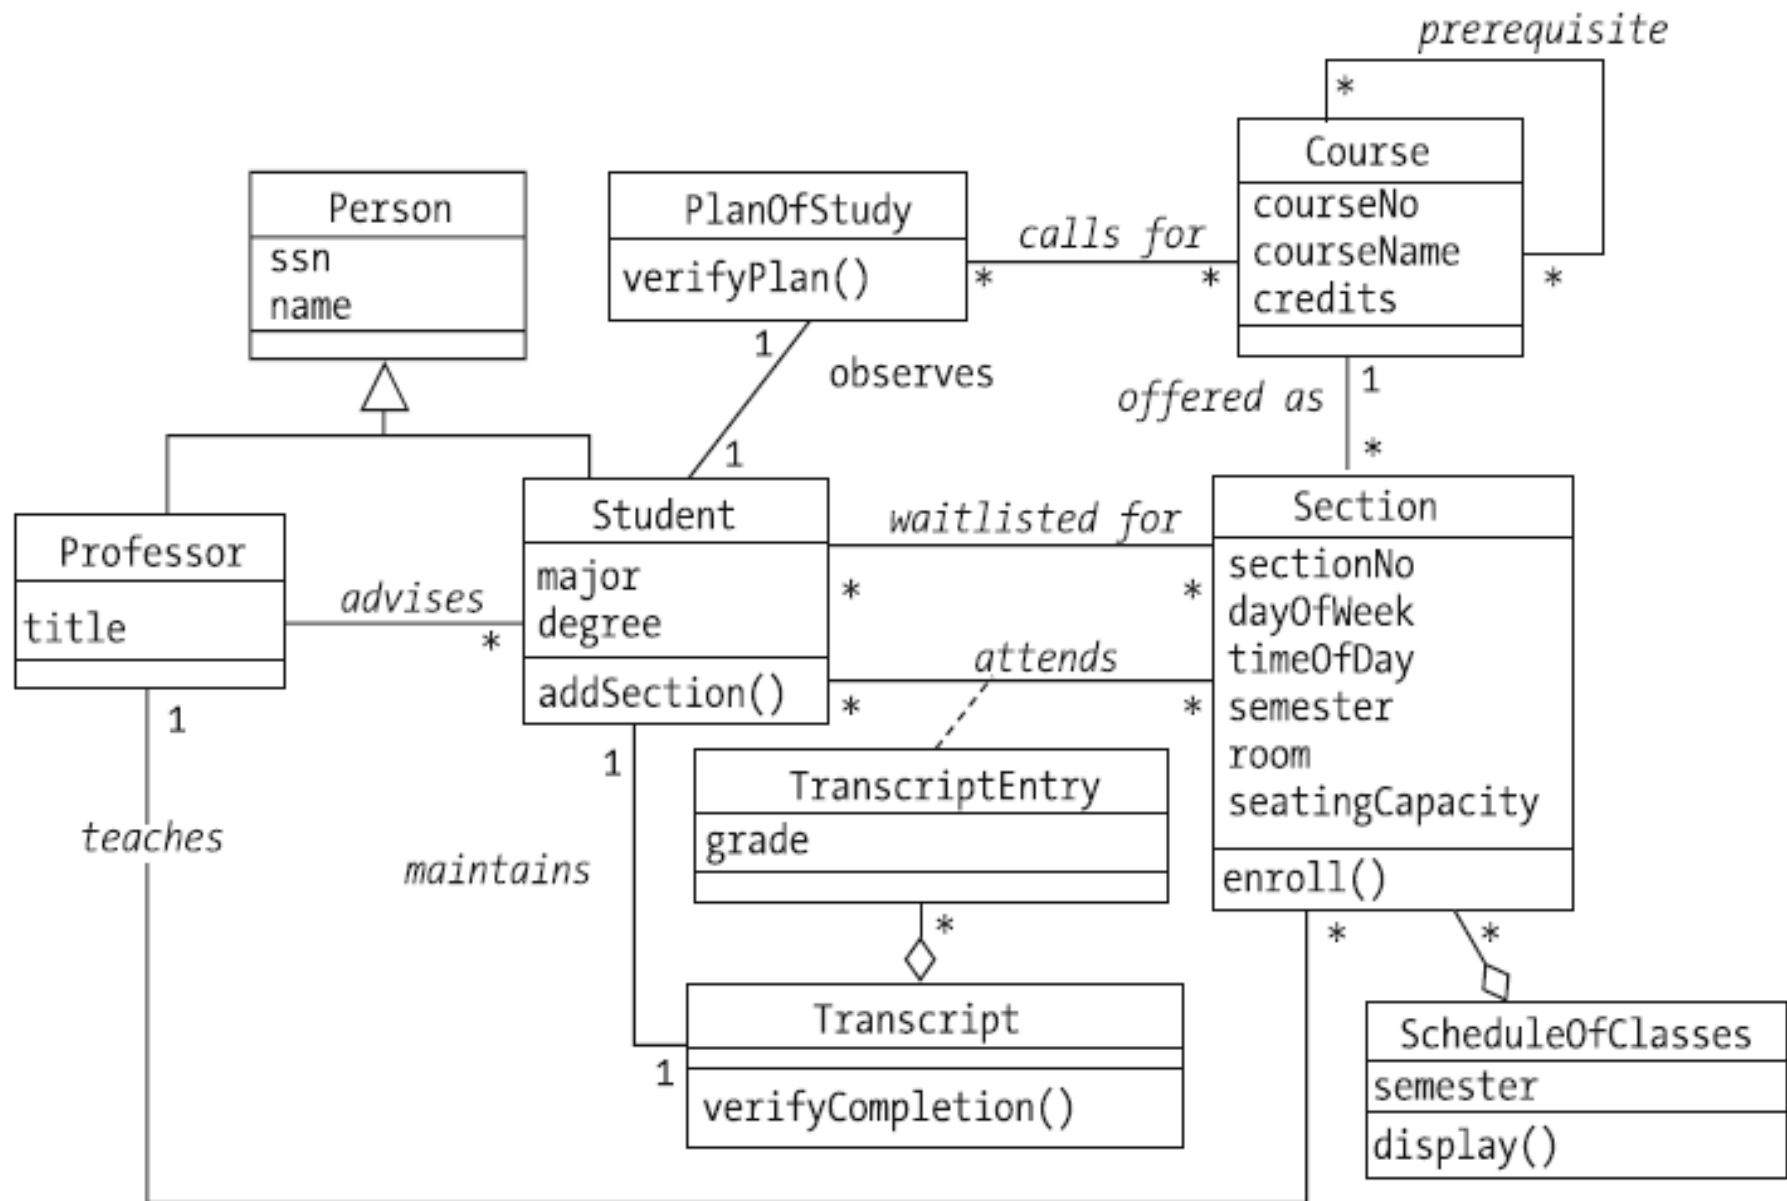 prerequisite
*
Course
courseNo
courseName
credits
*
Person
ssn
name
PlanOfStudy
verifyPlan()
calls for
*
*
1
observes
1
offered as
1
*
Professor
title
advises
*
Student
major
degree
addSection()
waitlisted for
*
*
attends
*
*
Section
sectionNo
dayOfWeek
timeOfDay
semester
room
seatingCapacity
enroll()
1
teaches
1
maintains
1
TranscriptEntry
grade
*
Transcript
verifyCompletion()
*
*
ScheduleOfClasses
semester
display()